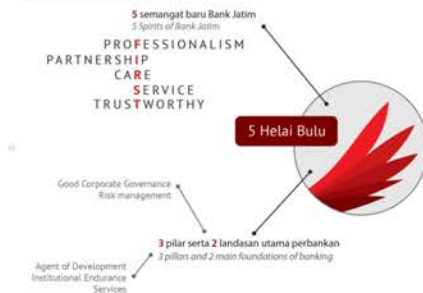 5 semangat baru Bank Jatim
5 Spirits of Bank Jatim
PROFESSIONALISM
PARTNERSHIP
CARE
SERVICE
TRUSTWORTHY
5 Helai Bulu
Good Corporate Governance
Risk management
3 pilar serta 2 landasan utama perbankan
3 pillars and 2 main foundations of banking
Agent of Development
Institutional Endurance
Services